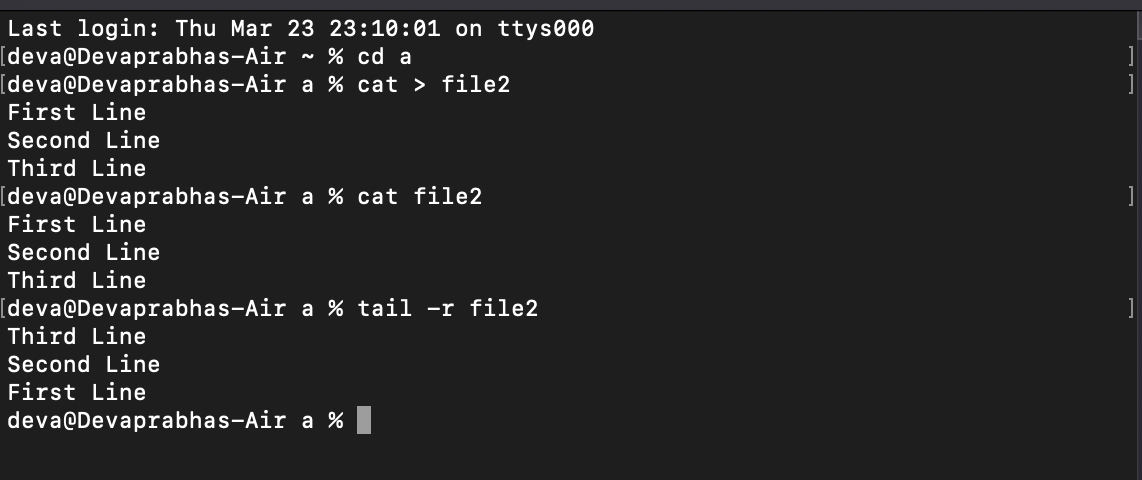 Last login: Thu Mar 23 23:10:01 on ttys000
[deva@Devaprabhas-Air ~ % cd a ]
[deva@Devaprabhas-Air a % cat > file2 ]
First Line
Second Line
Third Line
[deva@Devaprabhas-Air a % cat file2 ]
First Line
Second Line
Third Line
[deva@Devaprabhas-Air a % tail -r file2 ]
Third Line
Second Line
First Line
deva@Devaprabhas-Air a %